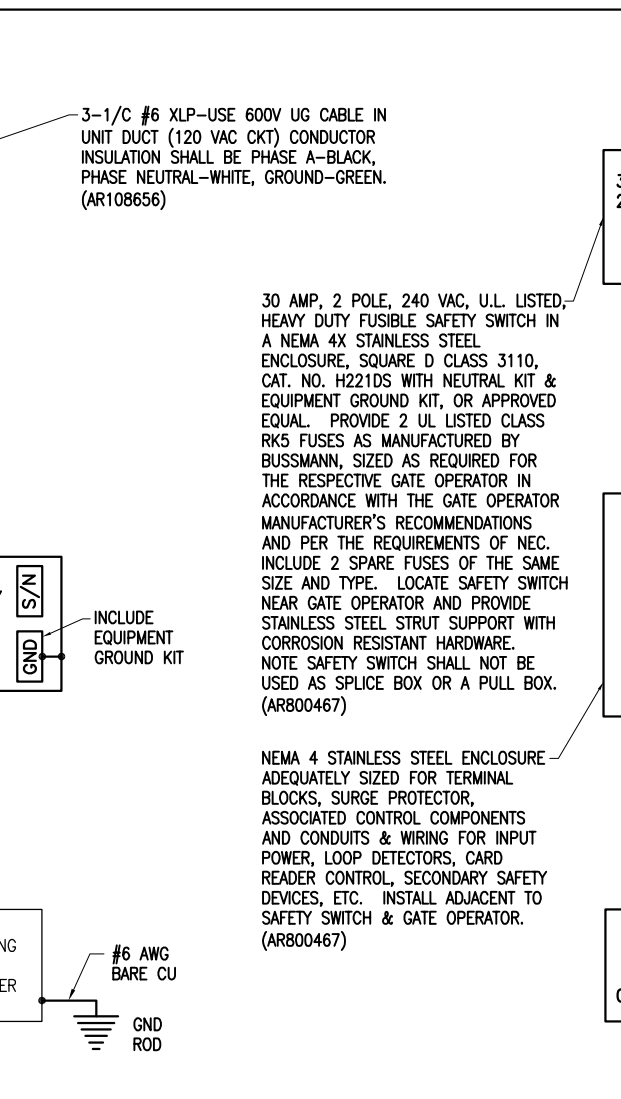 3-1/C #6 XLP-USE 600V UG CABLE IN
UNIT DUCT (120 VAC CKT) CONDUCTOR
INSULATION SHALL BE PHASE A-BLACK,
PHASE NEUTRAL-WHITE, GROUND-GREEN.
(AR108656)
30 AMP, 2 POLE, 240 VAC, U.L. LISTED,
HEAVY DUTY FUSIBLE SAFETY SWITCH IN
A NEMA 4X STAINLESS STEEL
ENCLOSURE, SQUARE D CLASS 3110,
CAT. NO. H221DS WITH NEUTRAL KIT &
EQUIPMENT GROUND KIT, OR APPROVED
EQUAL. PROVIDE 2 UL LISTED CLASS
RK5 FUSES AS MANUFACTURED BY
BUSSMANN, SIZED AS REQUIRED FOR
THE RESPECTIVE GATE OPERATOR IN
ACCORDANCE WITH THE GATE OPERATOR
MANUFACTURER'S RECOMMENDATIONS
AND PER THE REQUIREMENTS OF NEC.
INCLUDE 2 SPARE FUSES OF THE SAME
SIZE AND TYPE. LOCATE SAFETY SWITCH
NEAR GATE OPERATOR AND PROVIDE
STAINLESS STEEL STRUT SUPPORT WITH
CORROSION RESISTANT HARDWARE.
NOTE SAFETY SWITCH SHALL NOT BE
USED AS SPLICE BOX OR A PULL BOX.
(AR800467)
S/N
GND
INCLUDE
EQUIPMENT
GROUND KIT
NEMA 4 STAINLESS STEEL ENCLOSURE
ADEQUATELY SIZED FOR TERMINAL
BLOCKS, SURGE PROTECTOR,
ASSOCIATED CONTROL COMPONENTS
AND CONDUITS & WIRING FOR INPUT
POWER, LOOP DETECTORS, CARD
READER CONTROL, SECONDARY SAFETY
DEVICES, ETC. INSTALL ADJACENT TO
SAFETY SWITCH & GATE OPERATOR.
(AR800467)
NG
ER
#6 AWG
BARE CU
GND
ROD